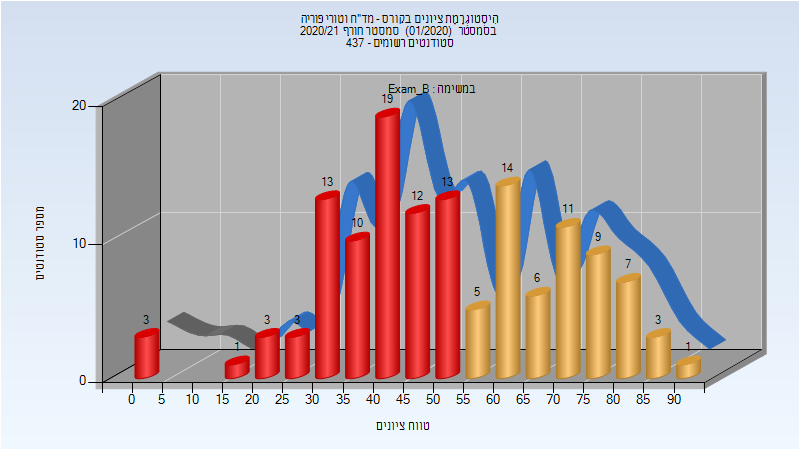 היסטוגרמת ציונים בקורס - מד"ח וטורי פוריה
בסמסטר (01/2020) סמסטר חורף 2020/21
סטודנטים רשומים - 437
במשימה : Exam_B
מספר סטודנטים
20
10
0
3
1
3
3
13
10
19
12
13
5
14
6
11
9
7
3
1
0 5 10 15 20 25 30 35 40 45 50 55 60 65 70 75 80 85 90
טווח ציונים